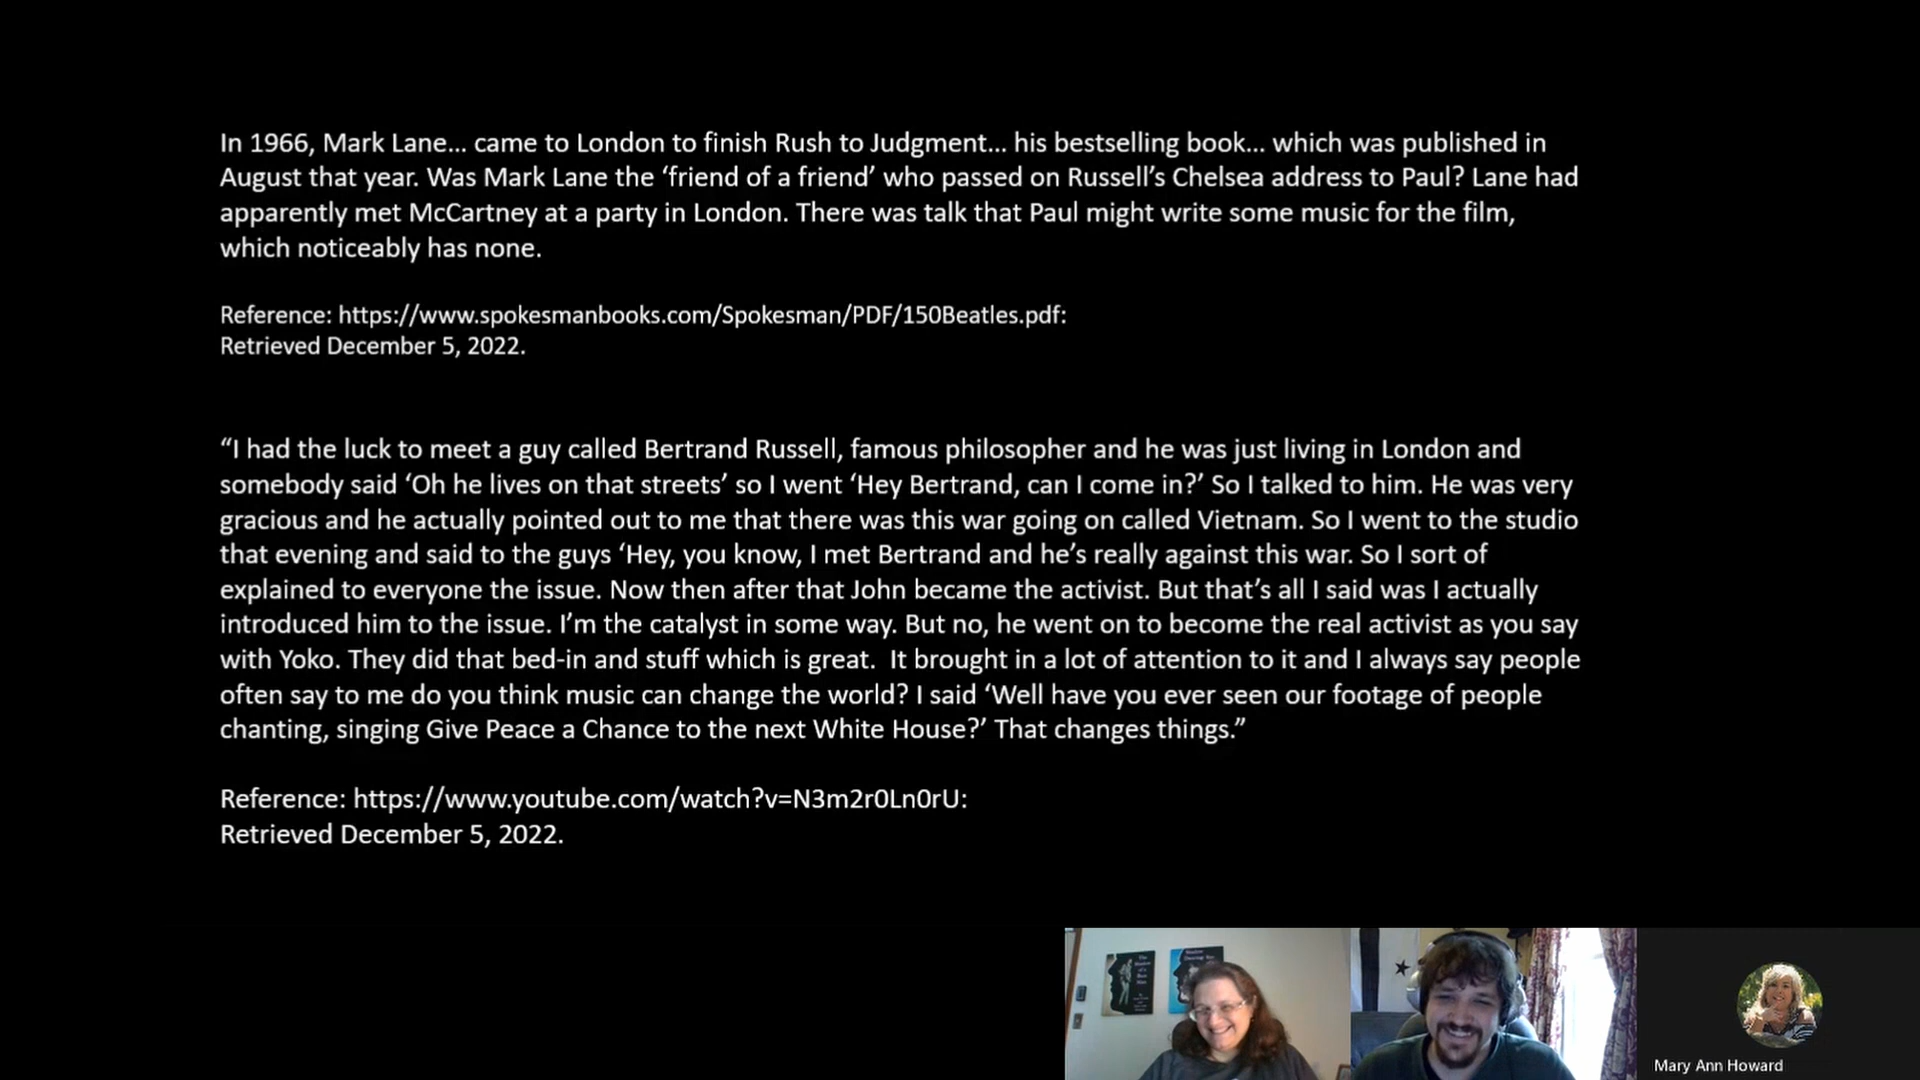 In 1966, Mark Lane... came to London to finish Rush to Judgment... his bestselling book... which was published in
August that year. Was Mark Lane the ‘friend of a friend’ who passed on Russell’s Chelsea address to Paul? Lane had
apparently met McCartney at a party in London. There was talk that Paul might write some music for the film,
which noticeably has none.
Reference: https://www.spokesmanbooks.com/Spokesman/PDF/150Beatles.pdf:
Retrieved December 5, 2022.
“I had the luck to meet a guy called Bertrand Russell, famous philosopher and he was just living in London and
somebody said ‘Oh he lives on that streets’ so I went ‘Hey Bertrand, can I come in?’ So I talked to him. He was very
gracious and he actually pointed out to me that there was this war going on called Vietnam. So I went to the studio
that evening and said to the guys ‘Hey, you know, I met Bertrand and he’s really against this war. So I sort of
explained to everyone the issue. Now then after that John became the activist. But that’s all I said was I actually
introduced him to the issue. I’m the catalyst in some way. But no, he went on to become the real activist as you say
with Yoko. They did that bed-in and stuff which is great.  It brought in a lot of attention to it and I always say people
often say to me do you think music can change the world? I said ‘Well have you ever seen our footage of people
chanting, singing Give Peace a Chance to the next White House?’ That changes things.”
Reference: https://www.youtube.com/watch?v=N3m2r0Ln0rU:
Retrieved December 5, 2022.
Mary Ann Howard